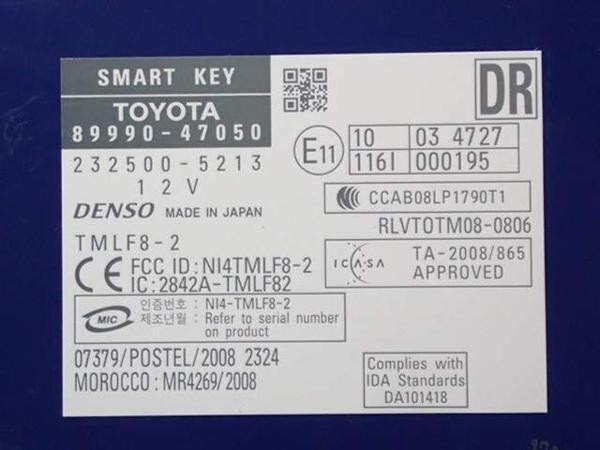 SMART KEY
DR
TOYOTA
89990-47050
232500-5213
12V
E11
10 03 4727
116I 000195
DENSO MADE IN JAPAN
CCAB08LP1790T1
RLVTOTM08-0806
TMLF8-2
CE FCC ID: NI4TMLF8-2
IC: 2842A-TMLF82
ICASA TA-2008/865
APPROVED
MIC 인증번호 : NI4-TMLF8-2
제조년월 : Refer to serial number
on product
07379/POSTEL/2008 2324
MOROCCO: MR4269/2008
Complies with
IDA Standards
DA101418